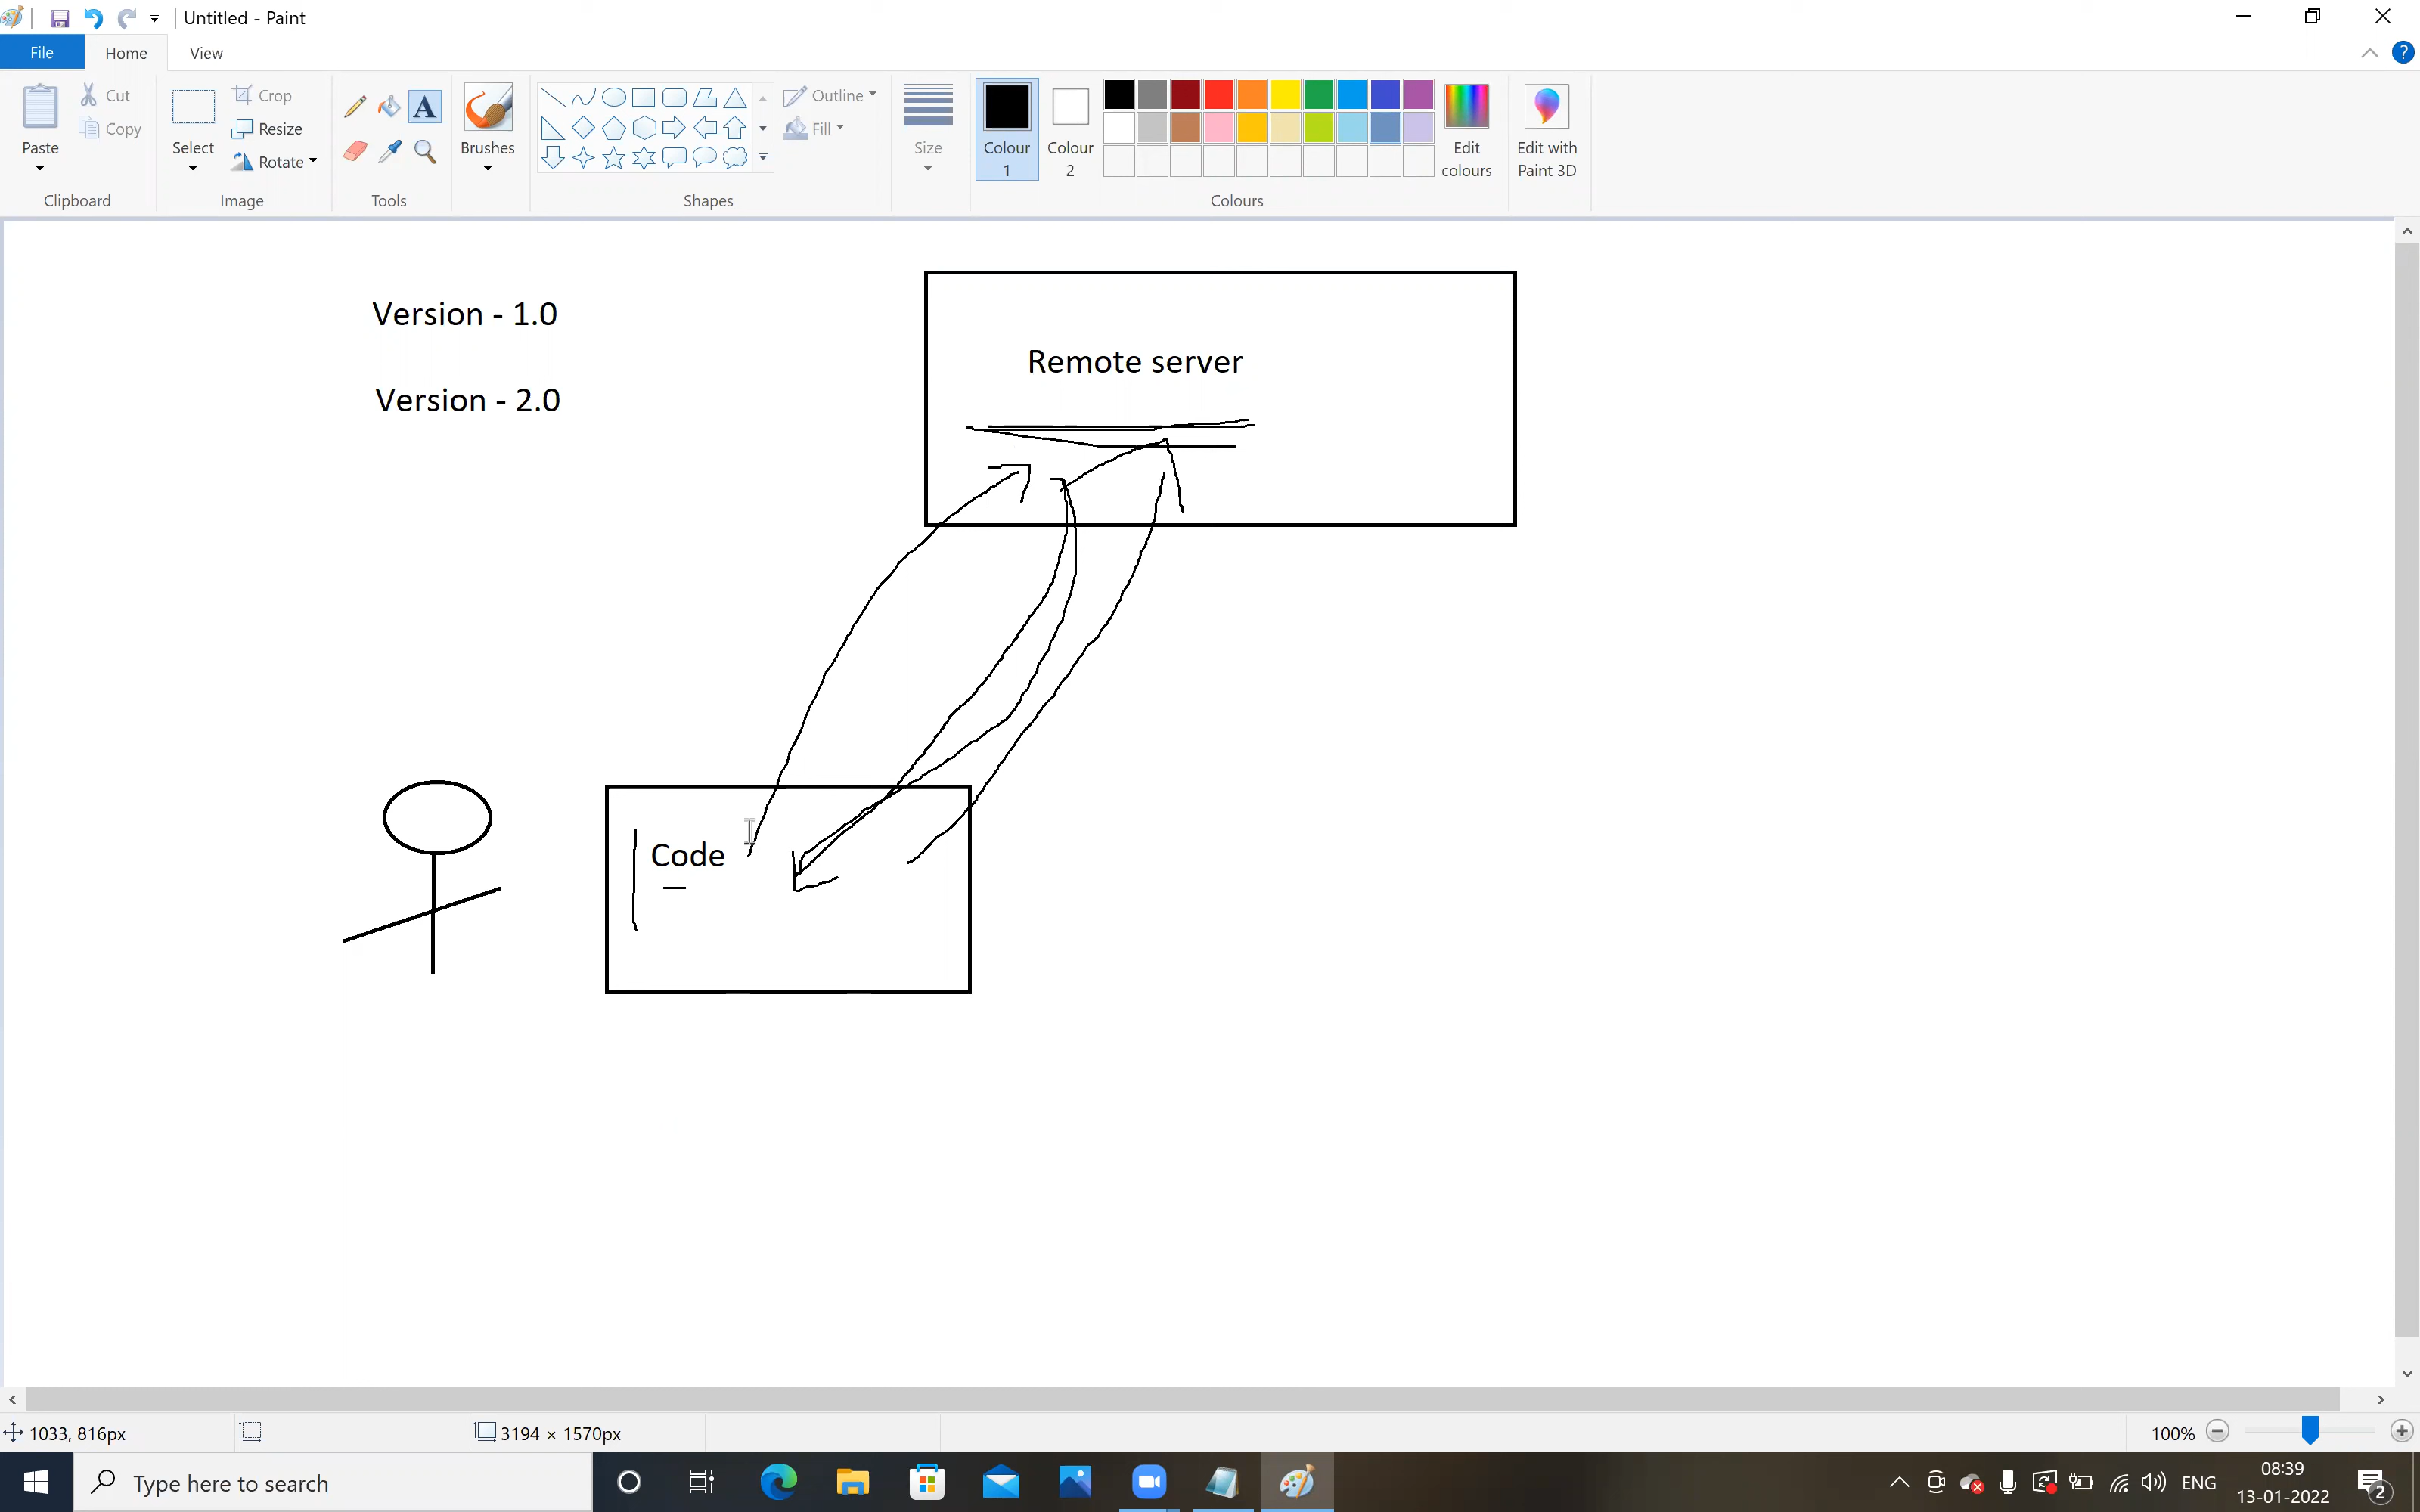 Untitled - Paint
File
Home
View
Paste
Cut
Copy
Clipboard
Select
Crop
Resize
Rotate
Image
A
Tools
Brushes
Shapes
Outline
Fill
Size
Colour
1
Colour
2
Edit
colours
Colours
Edit with
Paint 3D
?
Version - 1.0
Version - 2.0
Remote server
Code
1033, 816px
3194 × 1570px
100%
Type here to search
ENG
08:39
13-01-2022
2